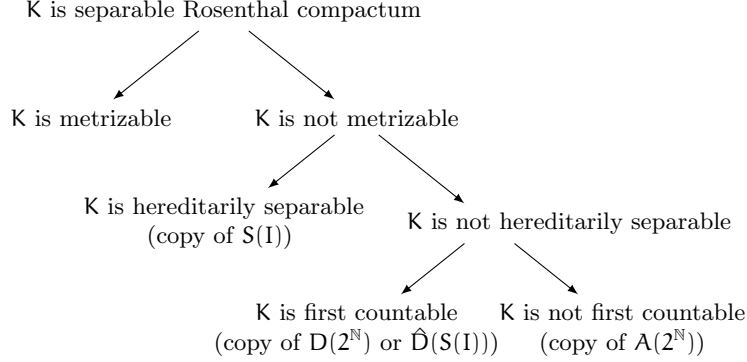 K is separable Rosenthal compactum
K is metrizable
K is not metrizable
K is hereditarily separable
(copy of S(I))
K is not hereditarily separable
K is first countable
(copy of D(2^ℕ) or D̂(S(I)))
K is not first countable
(copy of A(2^ℕ))